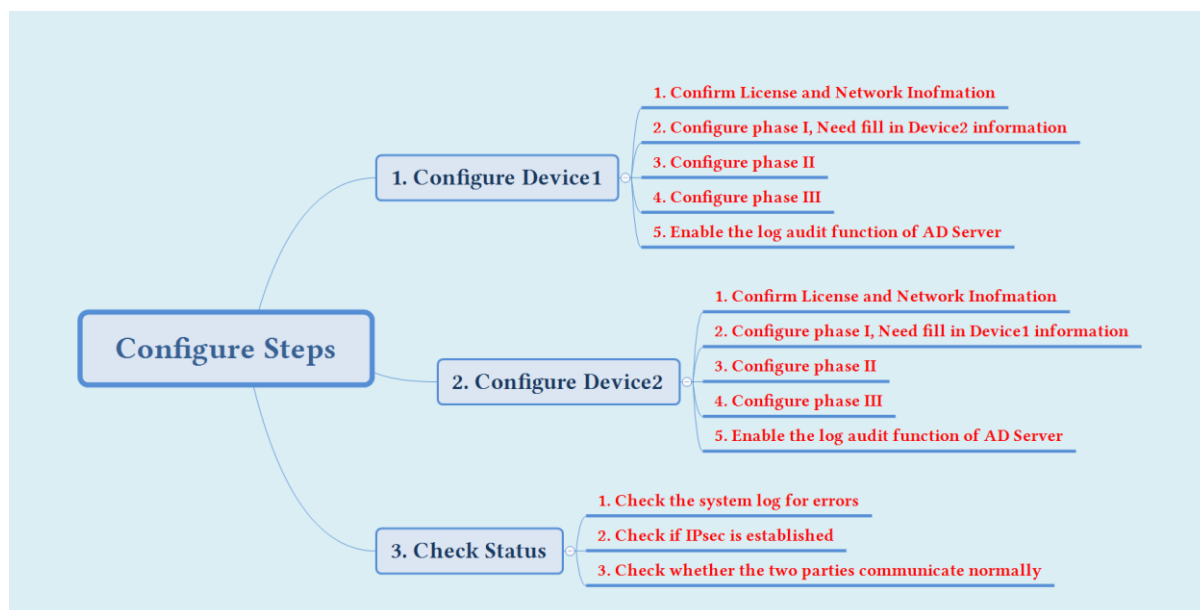 Configure Steps
1. Configure Device1
1. Confirm License and Network Inofmation
2. Configure phase I, Need fill in Device2 information
3. Configure phase II
4. Configure phase III
5. Enable the log audit function of AD Server
2. Configure Device2
1. Confirm License and Network Inofmation
2. Configure phase I, Need fill in Device1 information
3. Configure phase II
4. Configure phase III
5. Enable the log audit function of AD Server
3. Check Status
1. Check the system log for errors
2. Check if IPsec is established
3. Check whether the two parties communicate normally